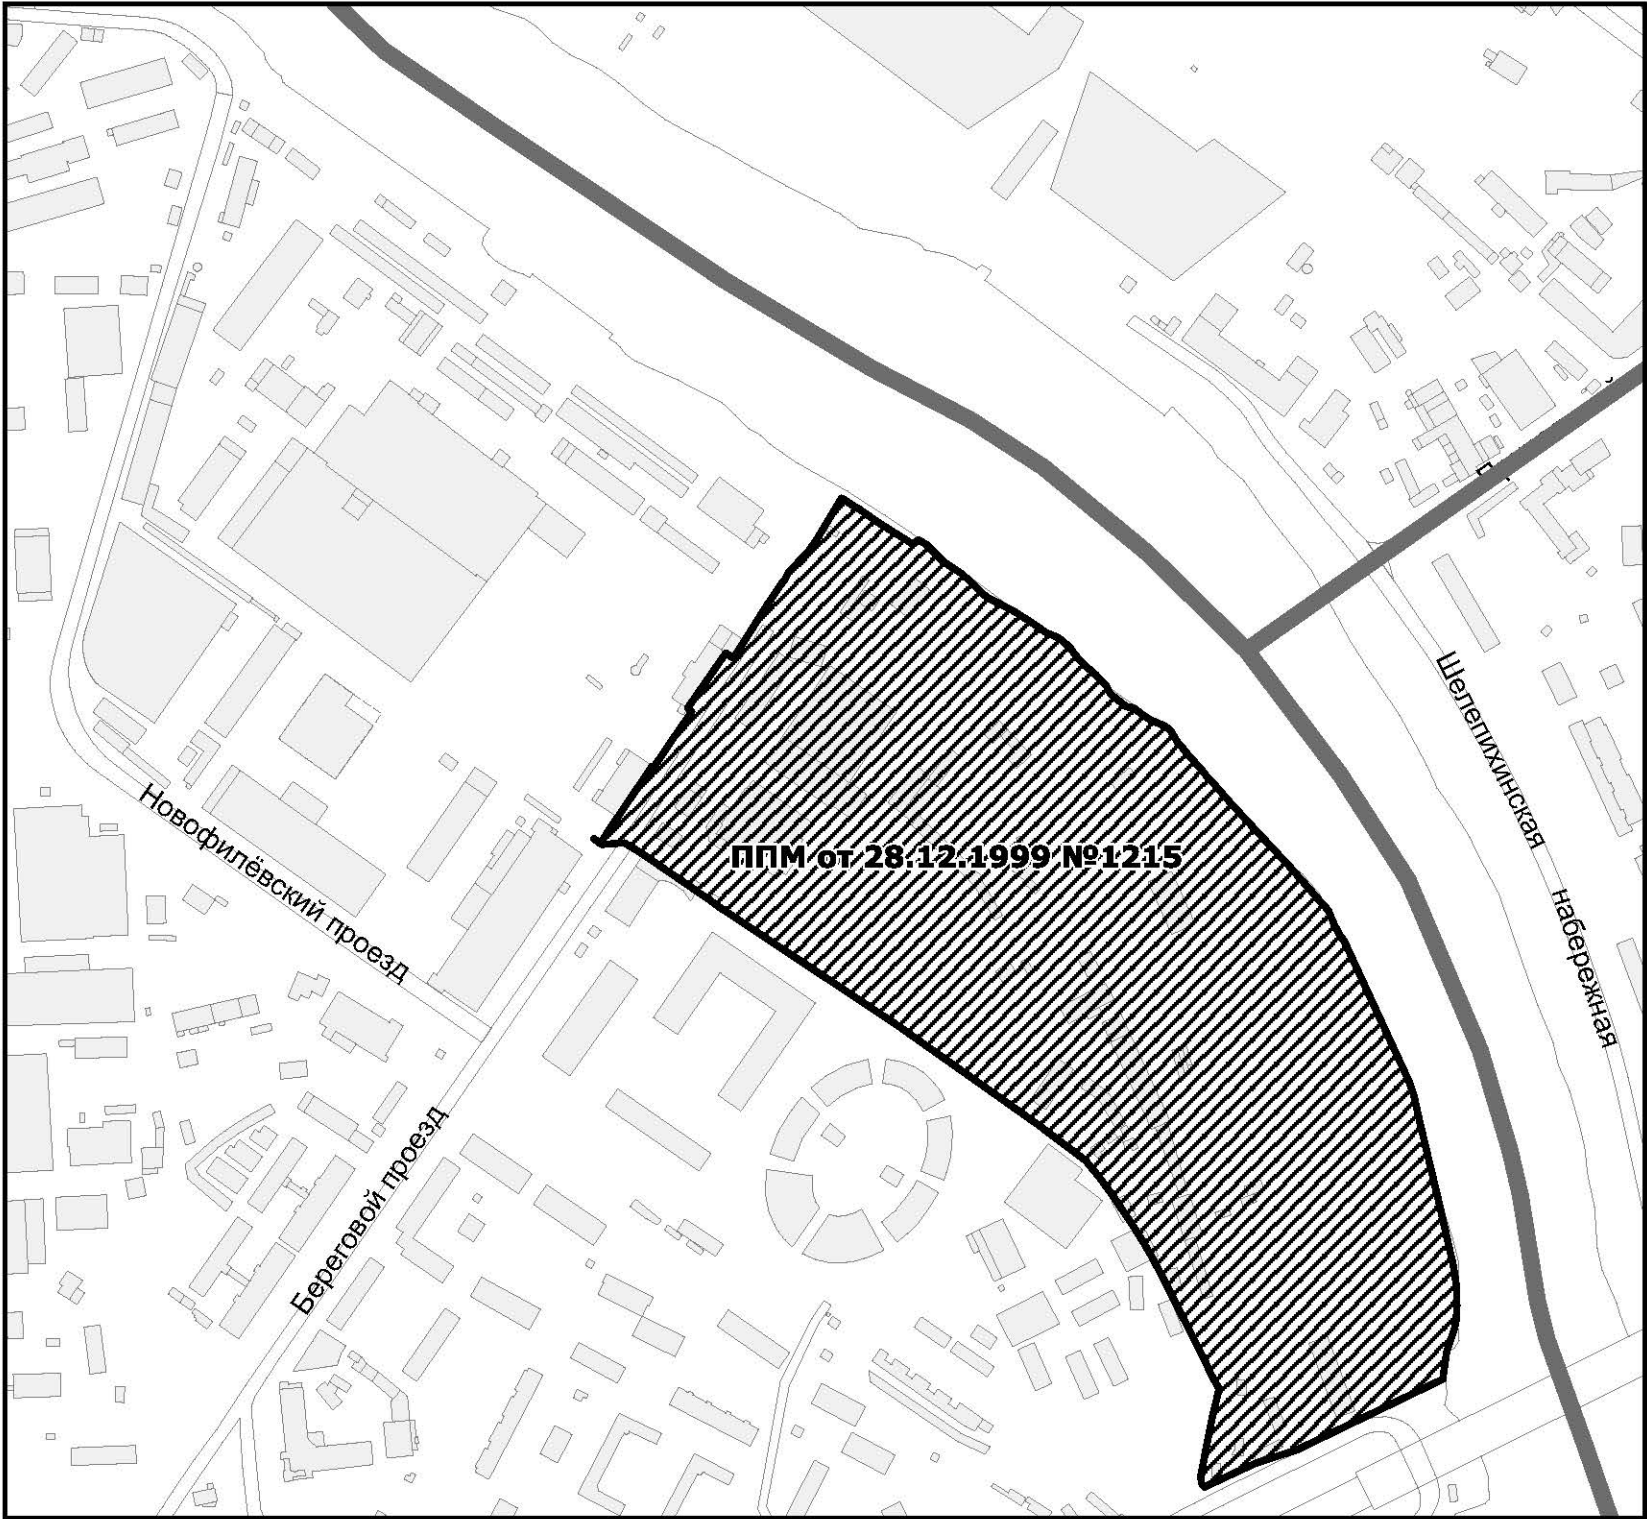 Шелепихинская
набережная
Новофилёвский проезд
ППМ от 28.12.1999 №1215
Береговой проезд